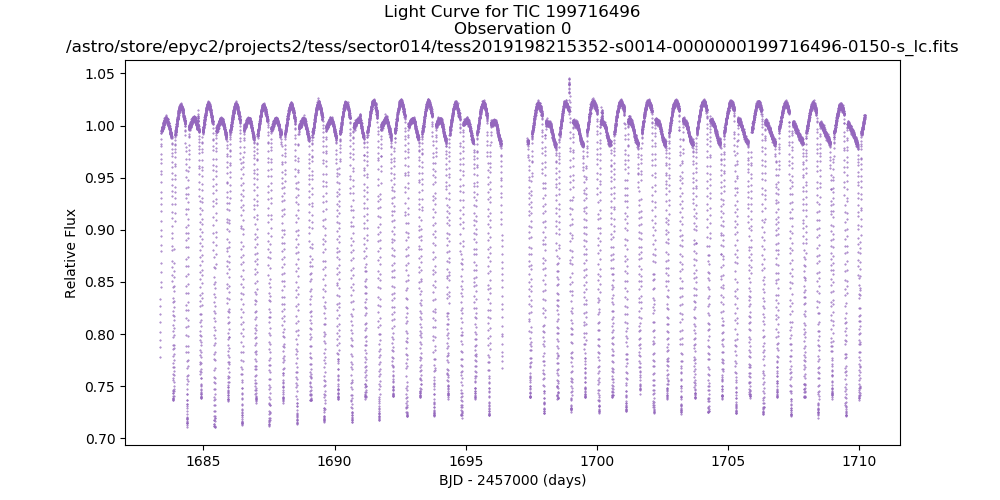 Light Curve for TIC 199716496
Observation 0
/astro/store/epyc2/projects2/tess/sector014/tess2019198215352-s0014-0000000199716496-0150-s_lc.fits
1.05
1.00
0.95
0.90
0.85
0.80
0.75
0.70
Relative Flux
1685
1690
1695
1700
1705
1710
BJD - 2457000 (days)